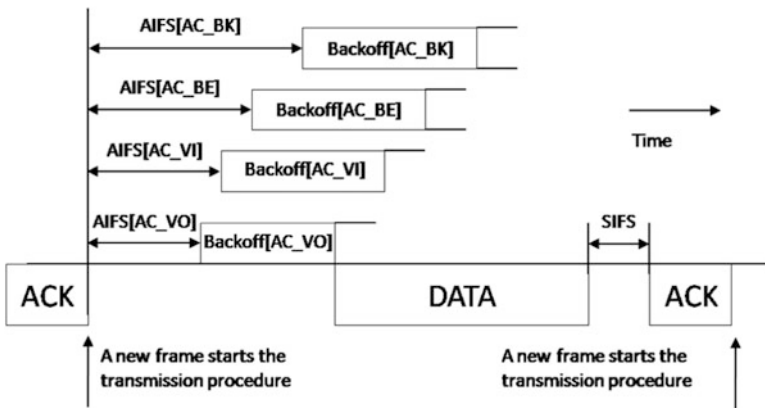 AIFS[AC_BK]
Backoff[AC_BK]
AIFS[AC_BE]
Backoff[AC_BE]
Time
AIFS[AC_VI]
Backoff[AC_VI]
AIFS[AC_VO]
Backoff[AC_VO]
SIFS
ACK
DATA
ACK
A new frame starts the
transmission procedure
A new frame starts the
transmission procedure